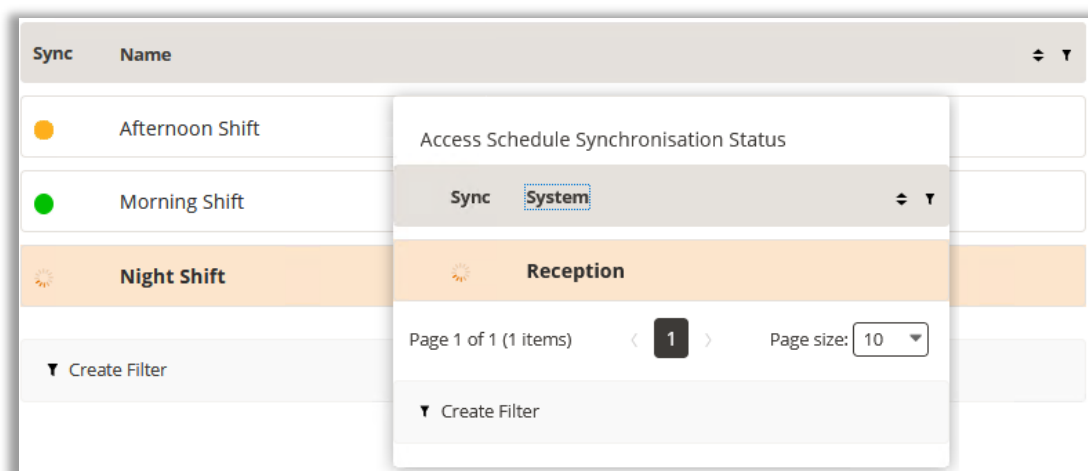 Sync Name
Afternoon Shift
Morning Shift
Night Shift
Create Filter
Access Schedule Synchronisation Status
Sync System
Reception
Page 1 of 1 (1 items) 1 Page size: 10
Create Filter